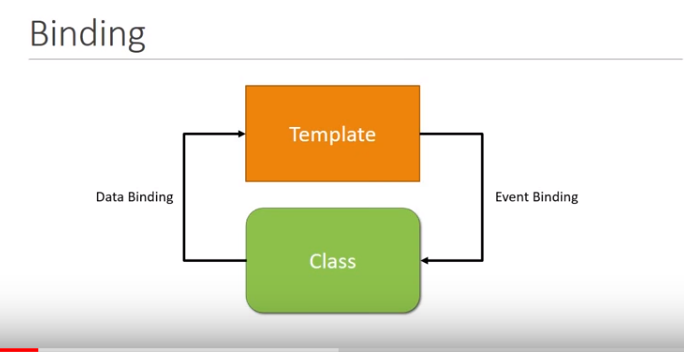 Binding
Template
Data Binding
Event Binding
Class